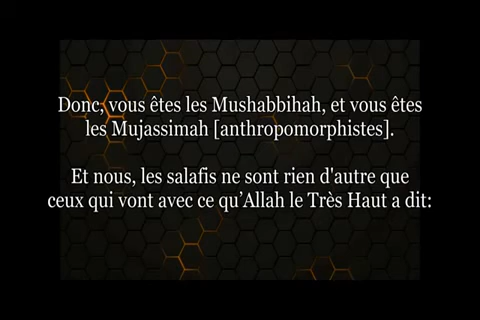 Donc, vous êtes les Mushabbihah, et vous êtes
les Mujassimah [anthropomorphistes].
Et nous, les salafis ne sont rien d'autre que
ceux qui vont avec ce qu'Allah le Très Haut a dit: